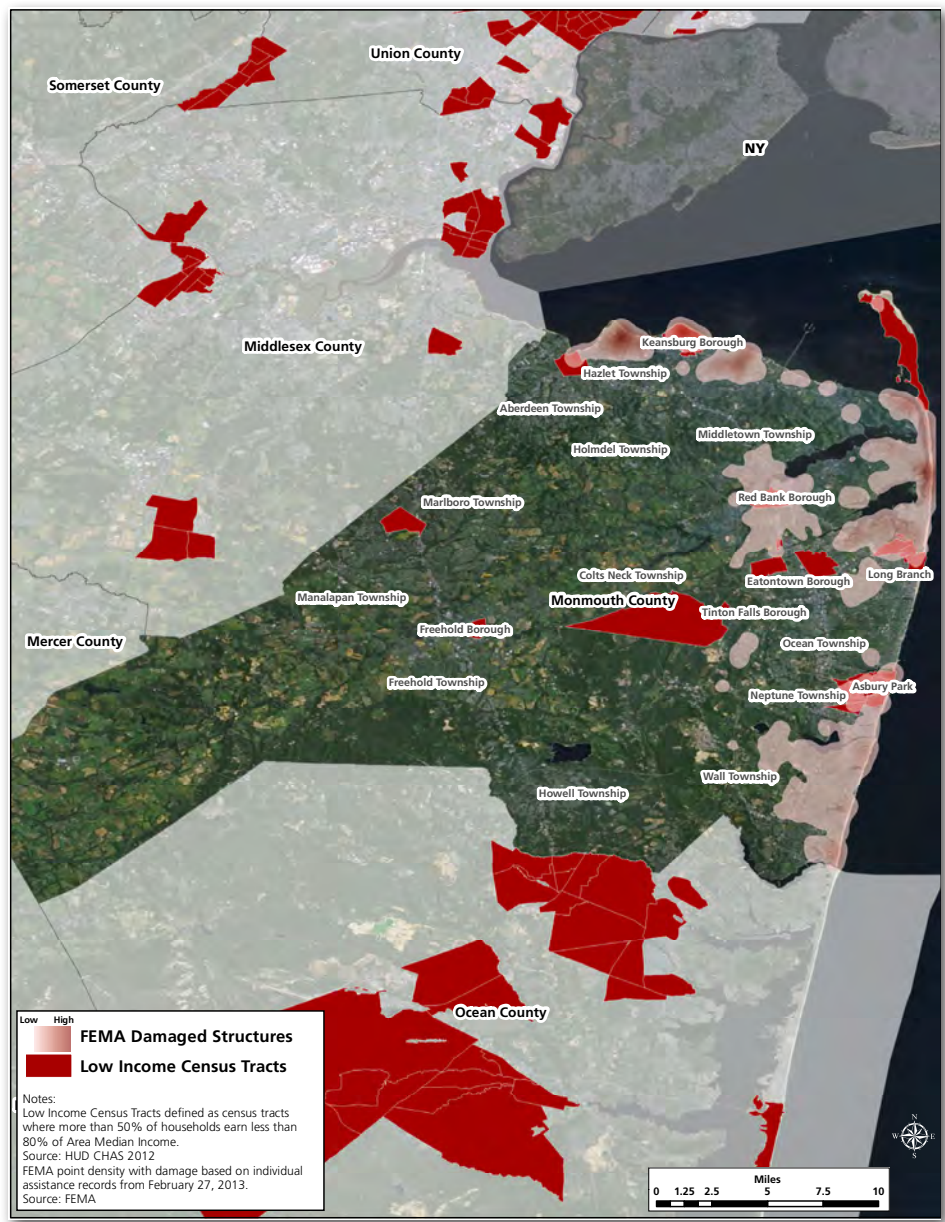 Union County
Somerset County
NY
Middlesex County
Keansburg Borough
Hazlet Township
Aberdeen Township
Middletown Township
Holmdel Township
Red Bank Borough
Marlboro Township
Colts Neck Township
Long Branch
Eatontown Borough
Manalapan Township
Monmouth County
Tinton Falls Borough
Freehold Borough
Mercer County
Ocean Township
Freehold Township
Asbury Park
Neptune Township
Wall Township
Howell Township
Ocean County
Low High
FEMA Damaged Structures
Low Income Census Tracts
Notes:
Low Income Census Tracts defined as census tracts
where more than 50% of households earn less than
80% of Area Median Income.
Source: HUD CHAS 2012
FEMA point density with damage based on individual
assistance records from February 27, 2013.
Source: FEMA
N
W E
S
Miles
0 1.25 2.5 5 7.5 10